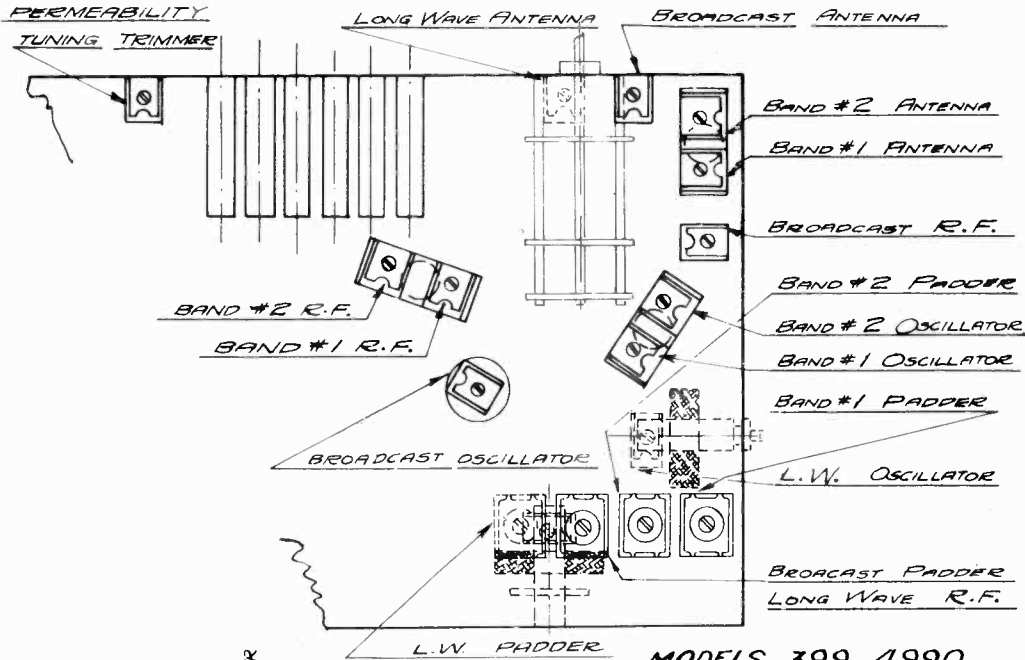 PERMEABILITY
TUNING TRIMMER
LONG WAVE ANTENNA
BROADCAST ANTENNA
BAND #2 ANTENNA
BAND #1 ANTENNA
BROADCAST R.F.
BAND #2 PADDER
BAND #2 OSCILLATOR
BAND #1 OSCILLATOR
BAND #1 PADDER
BAND #2 R.F.
BAND #1 R.F.
BROADCAST OSCILLATOR
L.W. OSCILLATOR
BROACAST PADDER
LONG WAVE R.F.
L.W. PADDER